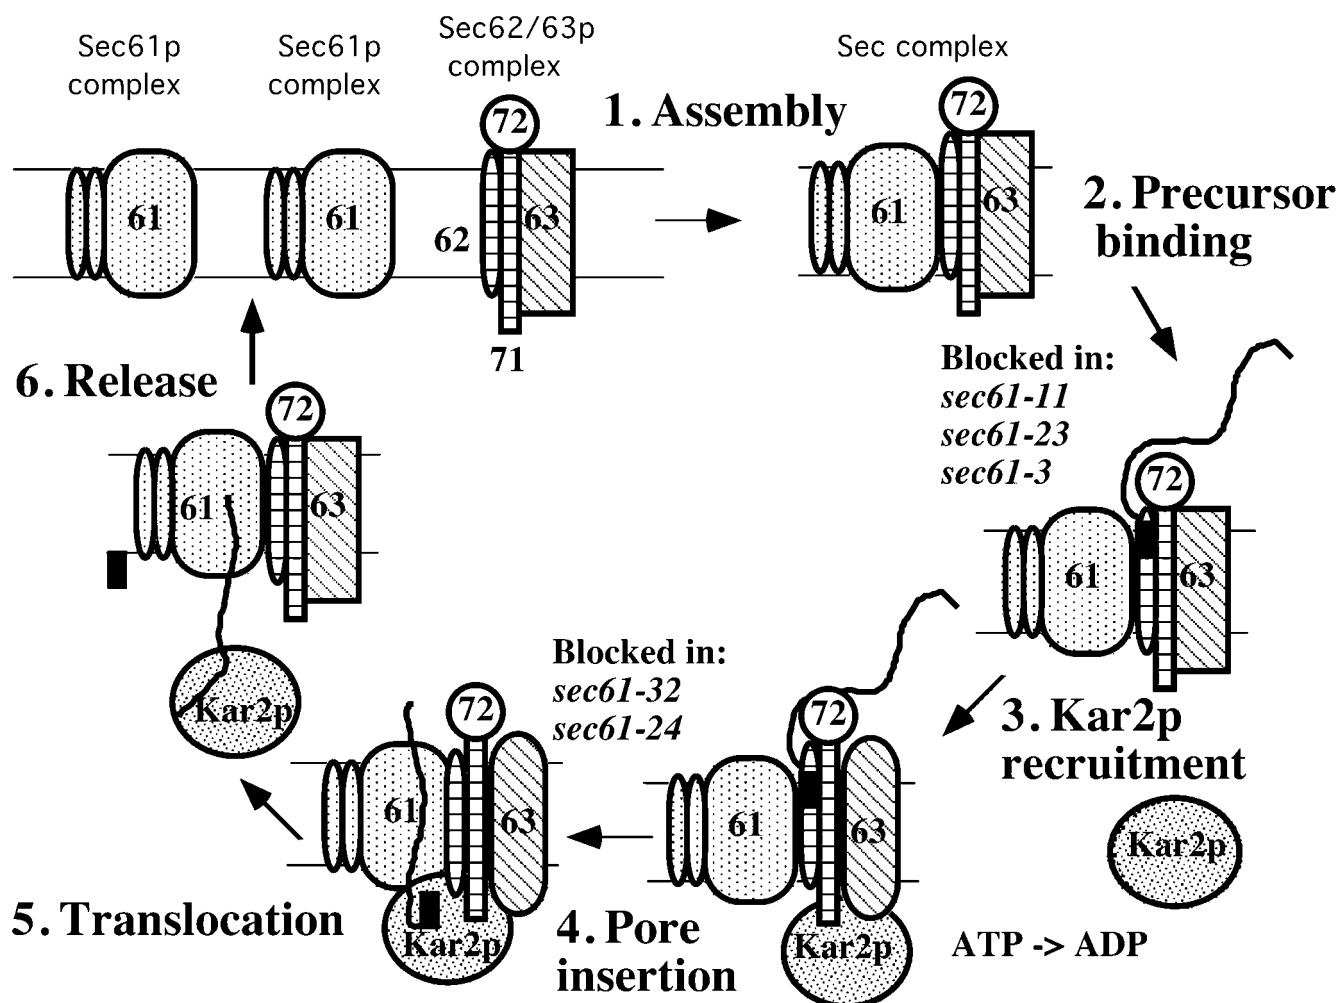 Sec61p
complex
Sec61p
complex
Sec62/63p
complex
Sec complex
1. Assembly
72
61
61
62
63
71
72
61
63
2. Precursor
binding
Blocked in:
sec61-11
sec61-23
sec61-3
72
61
63
3. Kar2p
recruitment
Kar2p
ATP -> ADP
72
61
63
Kar2p
4. Pore
insertion
Blocked in:
sec61-32
sec61-24
72
61
63
Kar2p
5. Translocation
6. Release
72
61
63
Kar2p